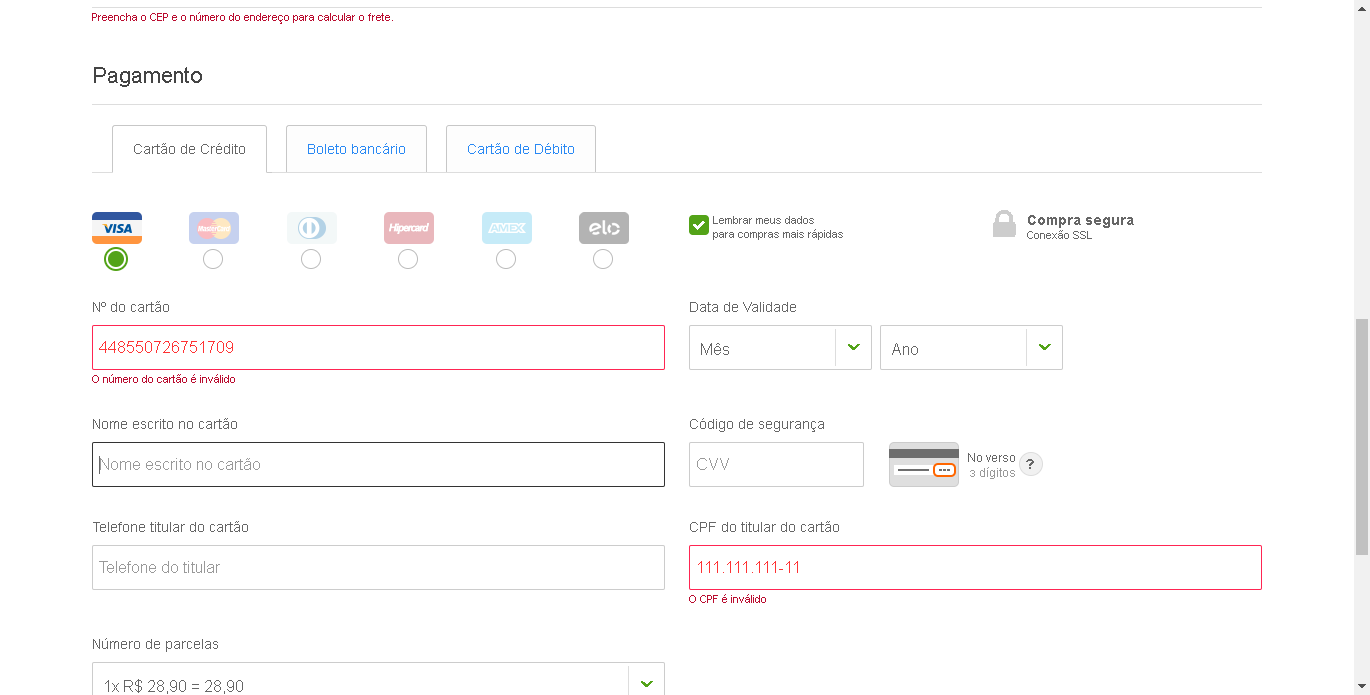 Preencha o CEP e o número do endereço para calcular o frete.
Pagamento
Cartão de Crédito
Boleto bancário
Cartão de Débito
VISA
MasterCard
Hipercard
AMEX
elo
Lembrar meus dados
para compras mais rápidas
Compra segura
Conexão SSL
Nº do cartão
Data de Validade
448550726751709
Mês
Ano
O número do cartão é inválido
Nome escrito no cartão
Código de segurança
Nome escrito no cartão
CVV
No verso
3 dígitos
?
Telefone titular do cartão
CPF do titular do cartão
Telefone do titular
111.111.111-11
O CPF é inválido
Número de parcelas
1x R$ 28,90 = 28,90